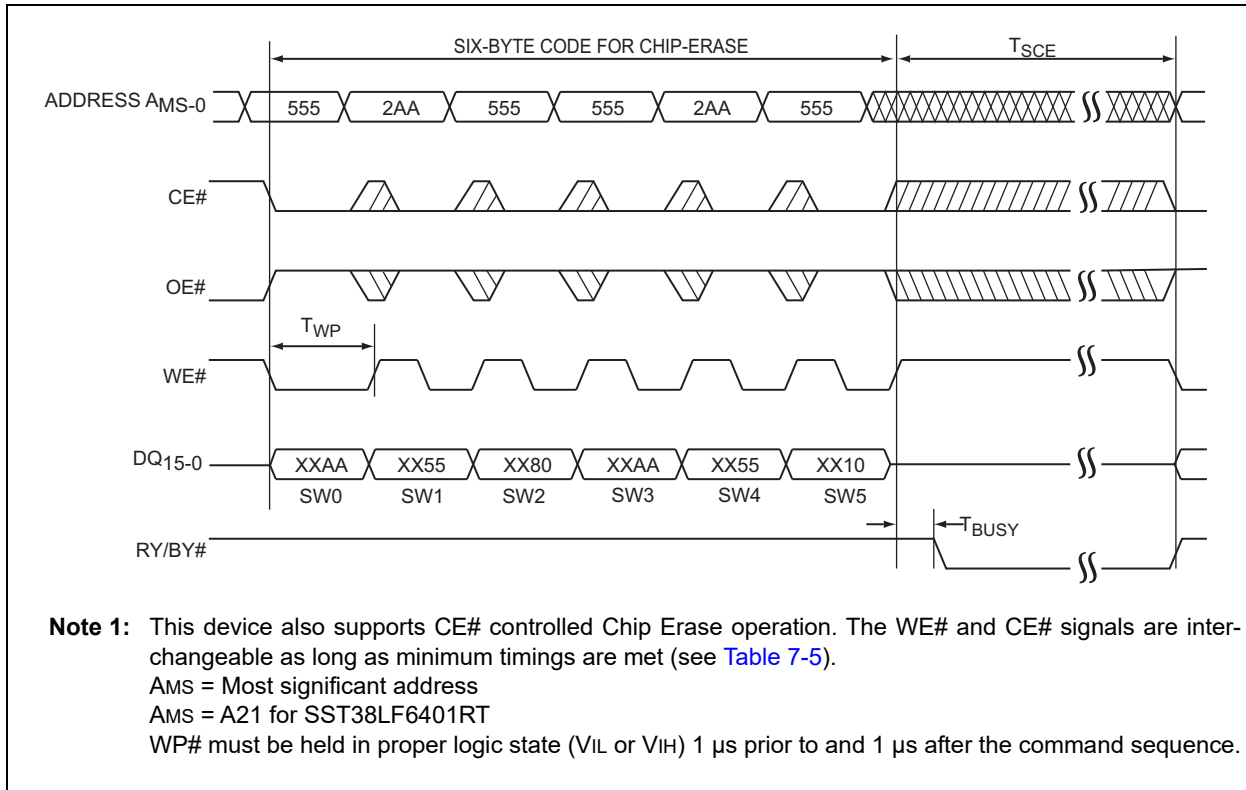 SIX-BYTE CODE FOR CHIP-ERASE TSCE
ADDRESS AMS-0 555 2AA 555 555 2AA 555
CE#
OE#
TWP
WE#
DQ15-0 XXAA XX55 XX80 XXAA XX55 XX10
SW0 SW1 SW2 SW3 SW4 SW5
TBUSY
RY/BY#
Note 1: This device also supports CE# controlled Chip Erase operation. The WE# and CE# signals are inter-
changeable as long as minimum timings are met (see Table 7-5).
AMS = Most significant address
AMS = A21 for SST38LF6401RT
WP# must be held in proper logic state (VIL or VIH) 1 µs prior to and 1 µs after the command sequence.